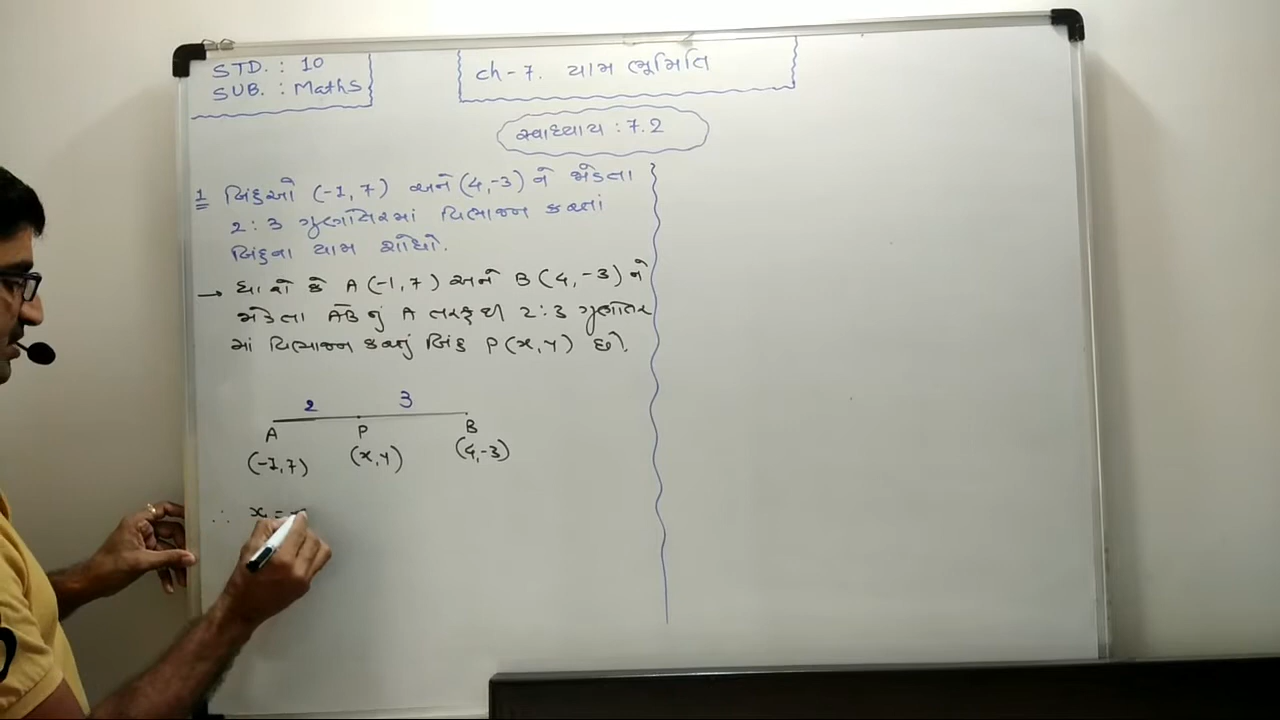 STD. : 10
SUB. : Maths
ch-7. યામ ભૂમિતિ
સ્વાધ્યાય : 7.2
1 બિંદુઓ (-1, 7) અને (4, -3) ને જોડતા
2 : 3 ગુણોત્તરમાં વિભાજન કરતાં
બિંદુના યામ શોધો.
→ ધારો કે A (-1, 7) અને B (4, -3) ને
જોડતા AB નું A તરફથી 2 : 3 ગુણોત્તર
માં વિભાજન કરતું બિંદુ P (x, y) છે.
2 3
A P B
(-1, 7) (x, y) (4, -3)
∴ x =